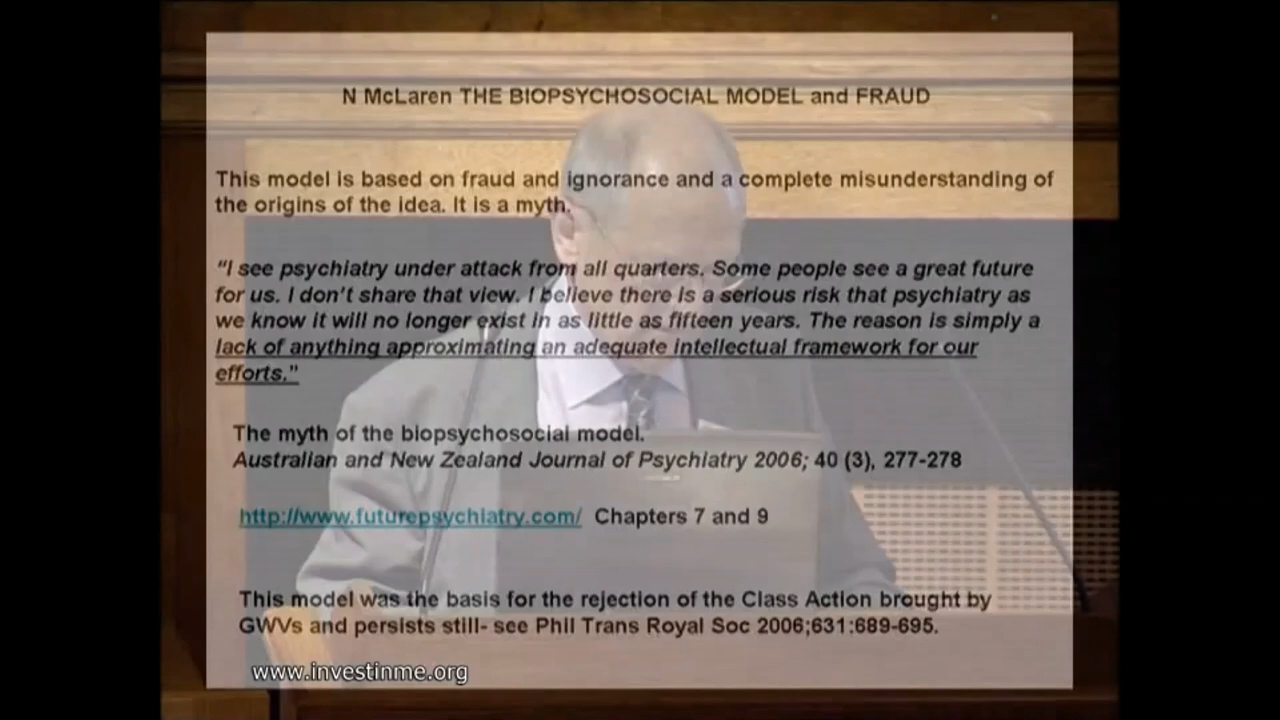 N McLaren THE BIOPSYCHOSOCIAL MODEL and FRAUD
This model is based on fraud and ignorance and a complete misunderstanding of
the origins of the idea. It is a myth.
“I see psychiatry under attack from all quarters. Some people see a great future
for us. I don’t share that view. I believe there is a serious risk that psychiatry as
we know it will no longer exist in as little as fifteen years. The reason is simply a
lack of anything approximating an adequate intellectual framework for our
efforts.”
The myth of the biopsychosocial model.
Australian and New Zealand Journal of Psychiatry 2006; 40 (3), 277-278
http://www.futurepsychiatry.com/ Chapters 7 and 9
This model was the basis for the rejection of the Class Action brought by
GWVs and persists still- see Phil Trans Royal Soc 2006;631:689-695.
www.investinme.org